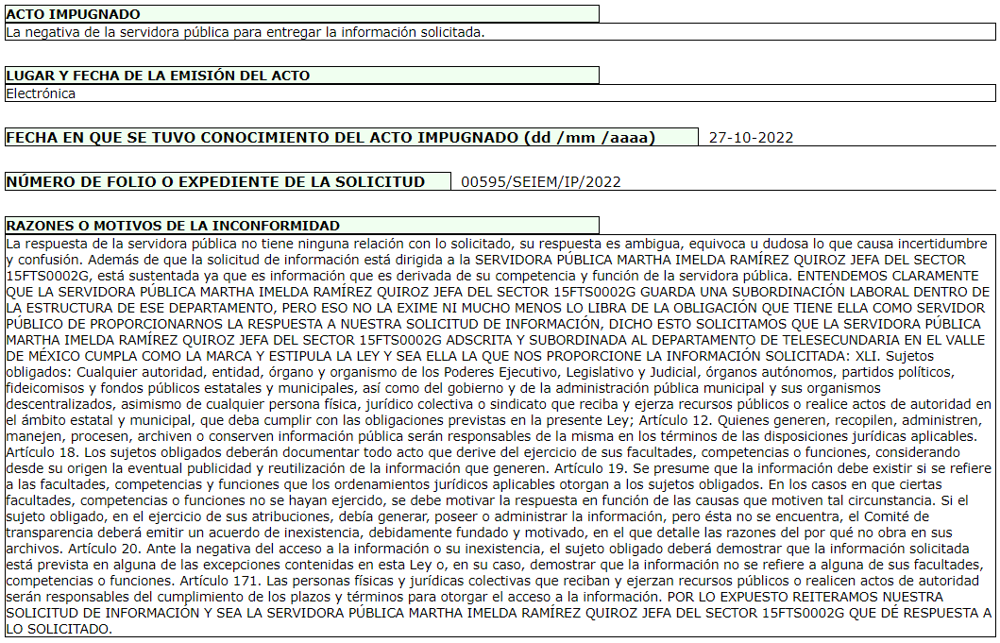 ACTO IMPUGNADO
La negativa de la servidora pública para entregar la información solicitada.
LUGAR Y FECHA DE LA EMISIÓN DEL ACTO
Electrónica
FECHA EN QUE SE TUVO CONOCIMIENTO DEL ACTO IMPUGNADO (dd /mm /aaaa) 27-10-2022
NÚMERO DE FOLIO O EXPEDIENTE DE LA SOLICITUD 00595/SEIEM/IP/2022
RAZONES O MOTIVOS DE LA INCONFORMIDAD
La respuesta de la servidora pública no tiene ninguna relación con lo solicitado, su respuesta es ambigua, equivoca u dudosa lo que causa incertidumbre
y confusión. Además de que la solicitud de información está dirigida a la SERVIDORA PÚBLICA MARTHA IMELDA RAMÍREZ QUIROZ JEFA DEL SECTOR
15FTS0002G, está sustentada ya que es información que es derivada de su competencia y función de la servidora pública. ENTENDEMOS CLARAMENTE
QUE LA SERVIDORA PÚBLICA MARTHA IMELDA RAMÍREZ QUIROZ JEFA DEL SECTOR 15FTS0002G GUARDA UNA SUBORDINACIÓN LABORAL DENTRO DE
LA ESTRUCTURA DE ESE DEPARTAMENTO, PERO ESO NO LA EXIME NI MUCHO MENOS LO LIBRA DE LA OBLIGACIÓN QUE TIENE ELLA COMO SERVIDOR
PÚBLICO DE PROPORCIONARNOS LA RESPUESTA A NUESTRA SOLICITUD DE INFORMACIÓN, DICHO ESTO SOLICITAMOS QUE LA SERVIDORA PÚBLICA
MARTHA IMELDA RAMÍREZ QUIROZ JEFA DEL SECTOR 15FTS0002G ADSCRITA Y SUBORDINADA AL DEPARTAMENTO DE TELESECUNDARIA EN EL VALLE
DE MÉXICO CUMPLA COMO LA MARCA Y ESTIPULA LA LEY Y SEA ELLA LA QUE NOS PROPORCIONE LA INFORMACIÓN SOLICITADA: XLI. Sujetos
obligados: Cualquier autoridad, entidad, órgano y organismo de los Poderes Ejecutivo, Legislativo y Judicial, órganos autónomos, partidos políticos,
fideicomisos y fondos públicos estatales y municipales, así como del gobierno y de la administración pública municipal y sus organismos
descentralizados, asimismo de cualquier persona física, jurídico colectiva o sindicato que reciba y ejerza recursos públicos o realice actos de autoridad en
el ámbito estatal y municipal, que deba cumplir con las obligaciones previstas en la presente Ley; Artículo 12. Quienes generen, recopilen, administren,
manejen, procesen, archiven o conserven información pública serán responsables de la misma en los términos de las disposiciones jurídicas aplicables.
Artículo 18. Los sujetos obligados deberán documentar todo acto que derive del ejercicio de sus facultades, competencias o funciones, considerando
desde su origen la eventual publicidad y reutilización de la información que generen. Artículo 19. Se presume que la información debe existir si se refiere
a las facultades, competencias y funciones que los ordenamientos jurídicos aplicables otorgan a los sujetos obligados. En los casos en que ciertas
facultades, competencias o funciones no se hayan ejercido, se debe motivar la respuesta en función de las causas que motiven tal circunstancia. Si el
sujeto obligado, en el ejercicio de sus atribuciones, debía generar, poseer o administrar la información, pero ésta no se encuentra, el Comité de
transparencia deberá emitir un acuerdo de inexistencia, debidamente fundado y motivado, en el que detalle las razones del por qué no obra en sus
archivos. Artículo 20. Ante la negativa del acceso a la información o su inexistencia, el sujeto obligado deberá demostrar que la información solicitada
está prevista en alguna de las excepciones contenidas en esta Ley o, en su caso, demostrar que la información no se refiere a alguna de sus facultades,
competencias o funciones. Artículo 171. Las personas físicas y jurídicas colectivas que reciban y ejerzan recursos públicos o realicen actos de autoridad
serán responsables del cumplimiento de los plazos y términos para otorgar el acceso a la información. POR LO EXPUESTO REITERAMOS NUESTRA
SOLICITUD DE INFORMACIÓN Y SEA LA SERVIDORA PÚBLICA MARTHA IMELDA RAMÍREZ QUIROZ JEFA DEL SECTOR 15FTS0002G QUE DÉ RESPUESTA A
LO SOLICITADO.